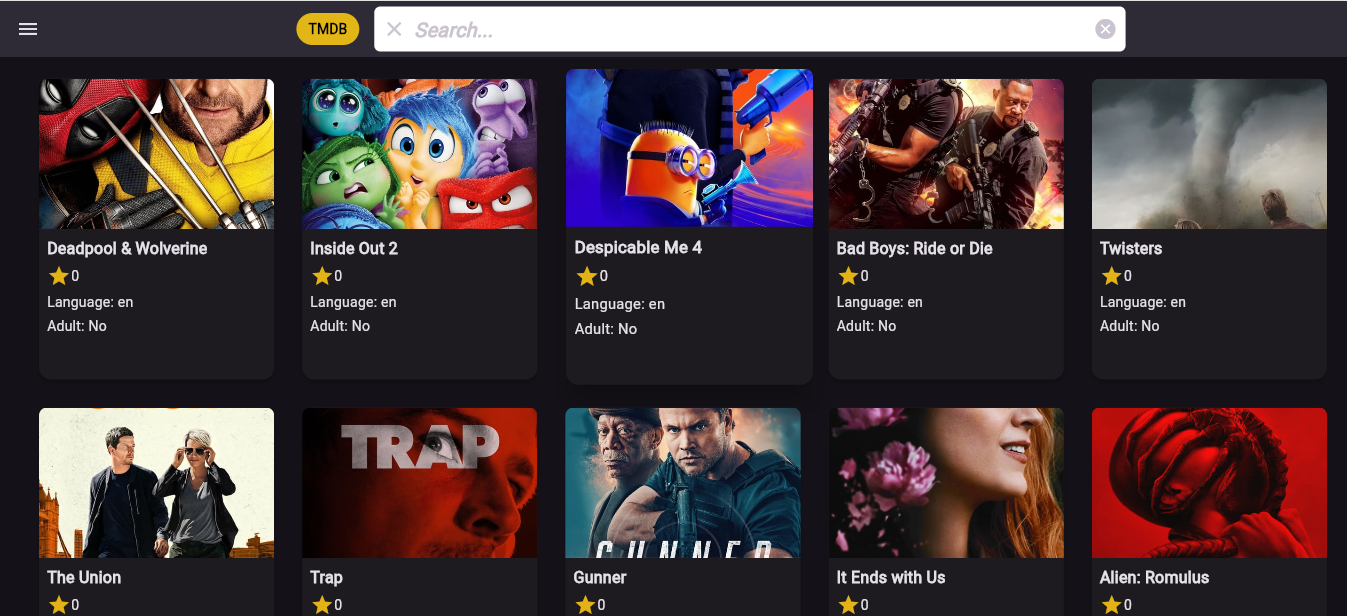 TMDB
Search...
Deadpool & Wolverine
0
Language: en
Adult: No
Inside Out 2
0
Language: en
Adult: No
Despicable Me 4
0
Language: en
Adult: No
Bad Boys: Ride or Die
0
Language: en
Adult: No
Twisters
0
Language: en
Adult: No
The Union
0
TRAP
Trap
0
GUNNER
Gunner
0
It Ends with Us
0
Alien: Romulus
0